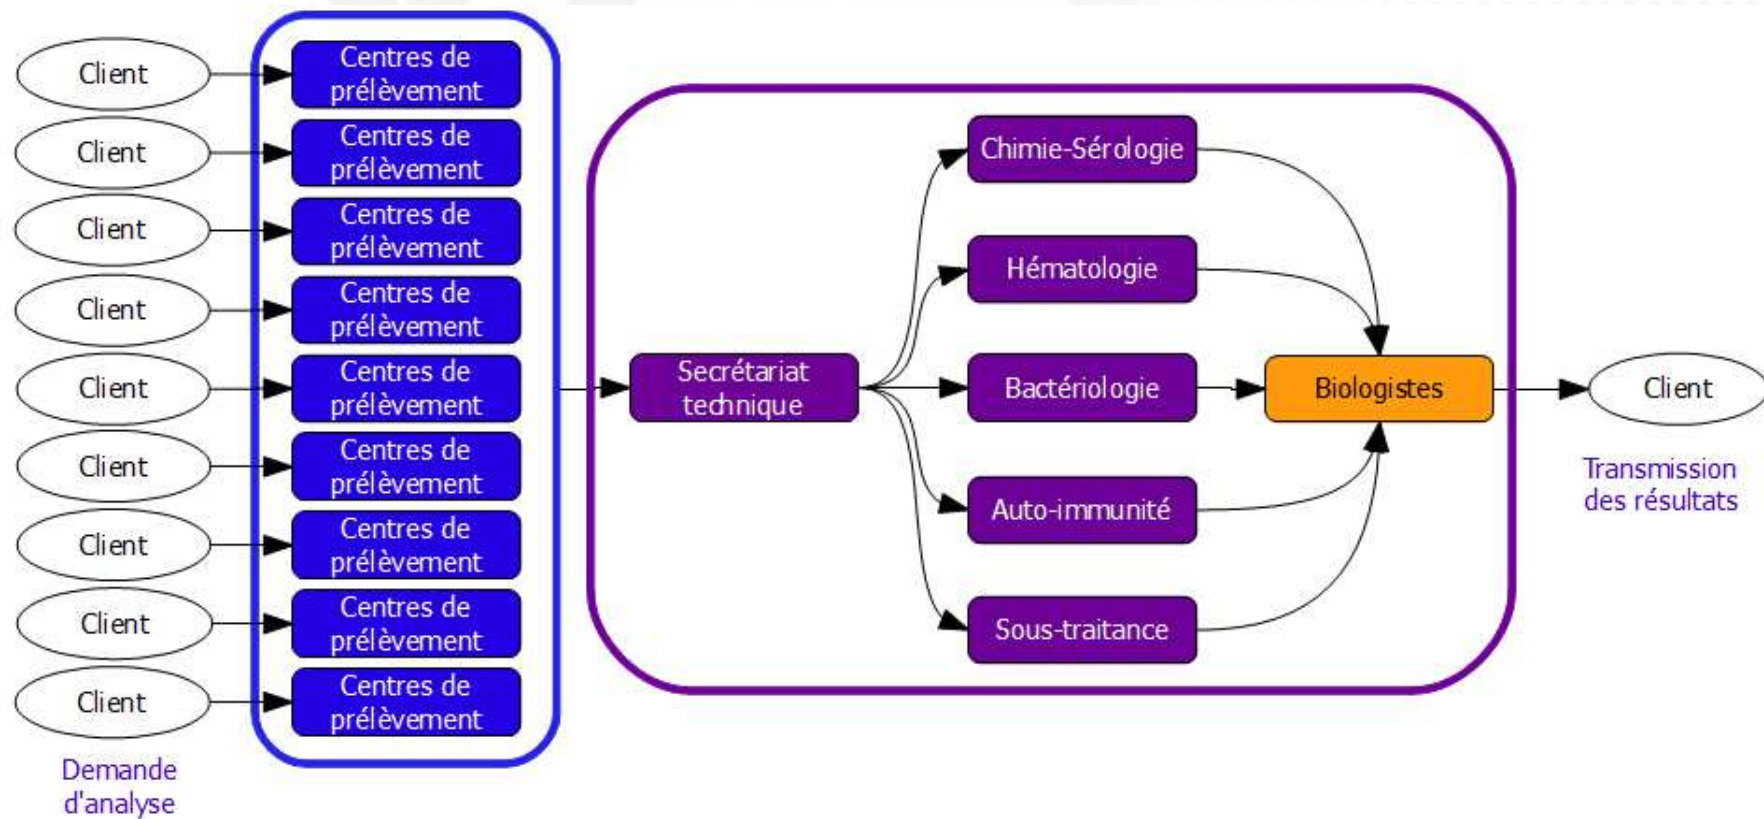 Client
Centres de
prélèvement
Client
Centres de
prélèvement
Client
Centres de
prélèvement
Client
Centres de
prélèvement
Client
Centres de
prélèvement
Client
Centres de
prélèvement
Client
Centres de
prélèvement
Client
Centres de
prélèvement
Client
Centres de
prélèvement
Demande
d'analyse
Secrétariat
technique
Chimie-Sérologie
Hématologie
Bactériologie
Auto-immunité
Sous-traitance
Biologistes
Client
Transmission
des résultats